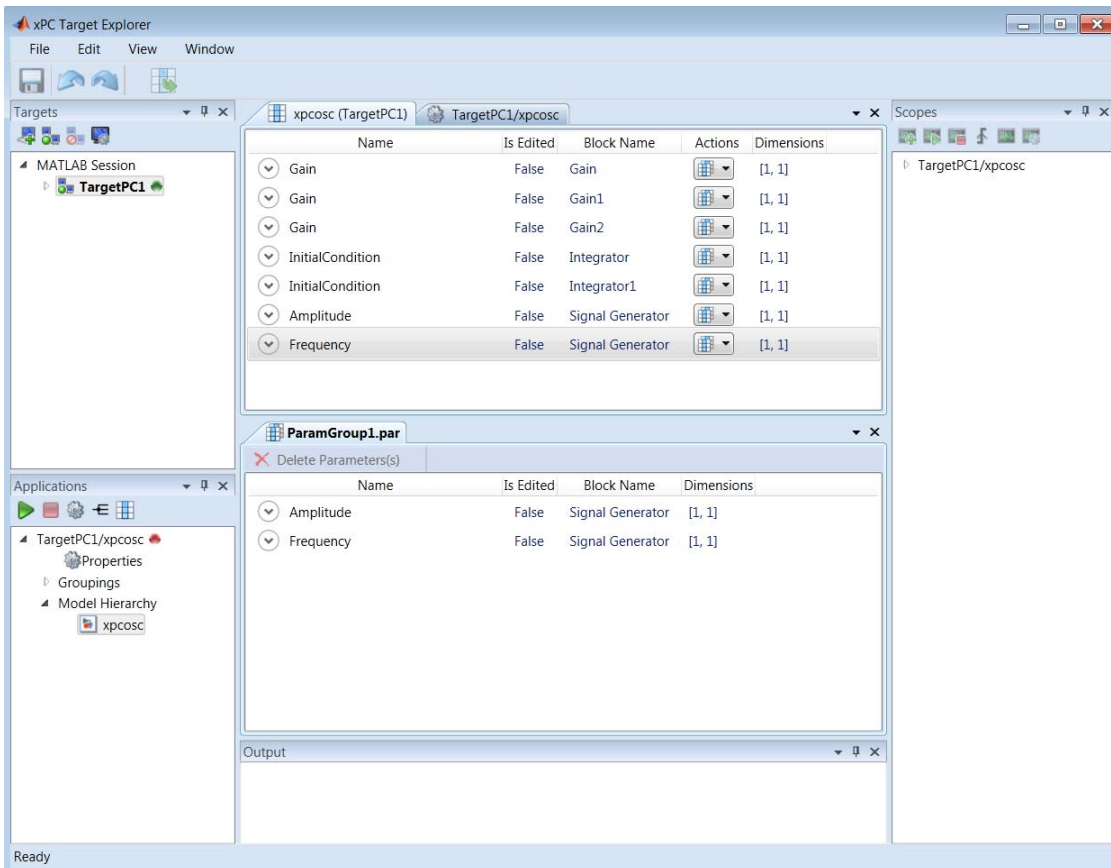 xPC Target Explorer
File Edit View Window
Targets
MATLAB Session
TargetPC1
xpcosc (TargetPC1) TargetPC1/xpcosc
Name Is Edited Block Name Actions Dimensions
Gain False Gain [1, 1]
Gain False Gain1 [1, 1]
Gain False Gain2 [1, 1]
InitialCondition False Integrator [1, 1]
InitialCondition False Integrator1 [1, 1]
Amplitude False Signal Generator [1, 1]
Frequency False Signal Generator [1, 1]
Scopes
TargetPC1/xpcosc
Applications
TargetPC1/xpcosc
Properties
Groupings
Model Hierarchy
xpcosc
ParamGroup1.par
Delete Parameters(s)
Name Is Edited Block Name Dimensions
Amplitude False Signal Generator [1, 1]
Frequency False Signal Generator [1, 1]
Output
Ready